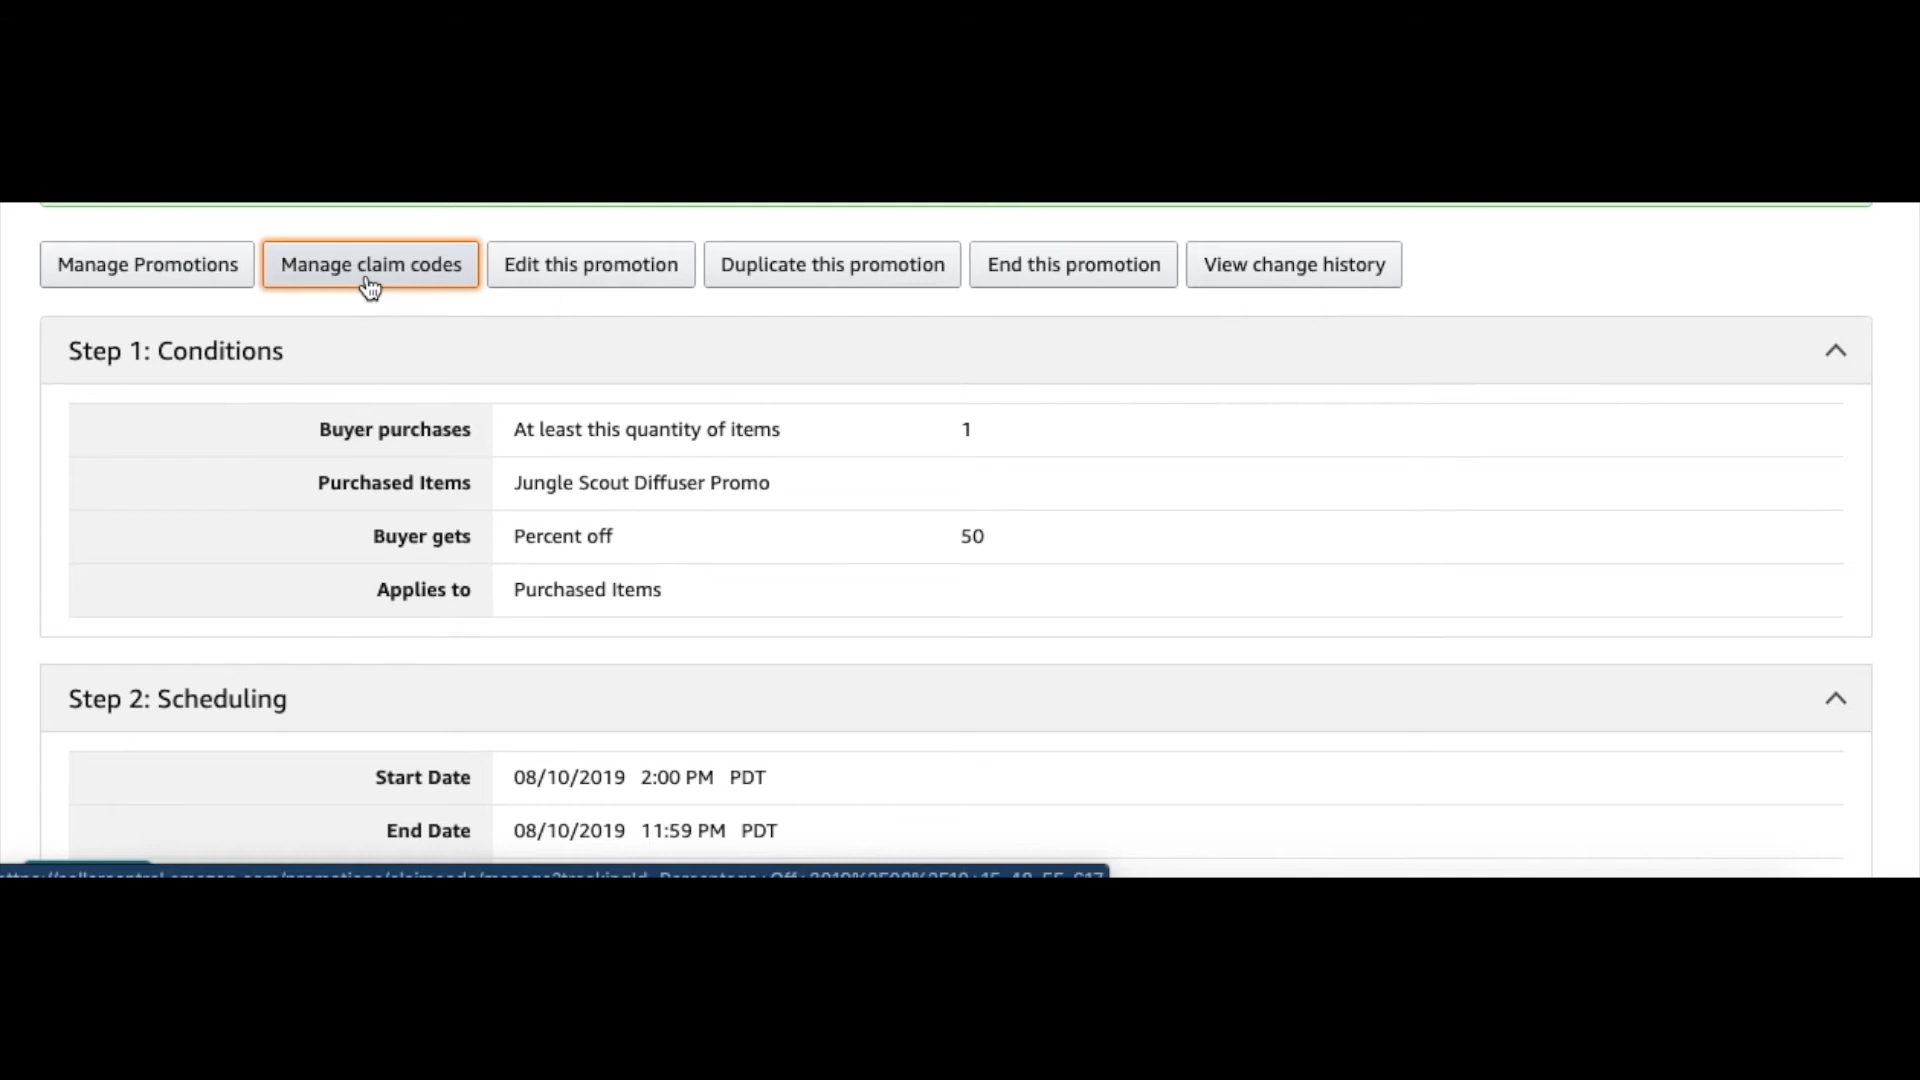 Manage Promotions Manage claim codes Edit this promotion Duplicate this promotion End this promotion View change history
Step 1: Conditions
Buyer purchases At least this quantity of items 1
Purchased Items Jungle Scout Diffuser Promo
Buyer gets Percent off 50
Applies to Purchased Items
Step 2: Scheduling
Start Date 08/10/2019 2:00 PM PDT
End Date 08/10/2019 11:59 PM PDT